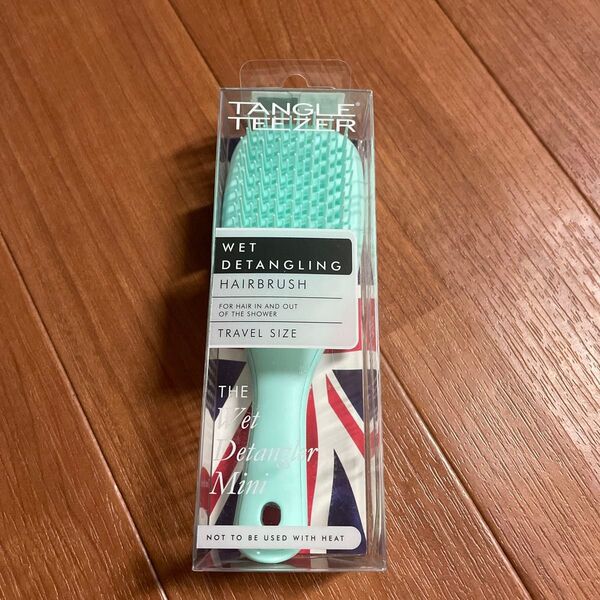 TANGLE®
TEEZER
WET
DETANGLING
HAIRBRUSH
FOR HAIR IN AND OUT
OF THE SHOWER
TRAVEL SIZE
THE
Wet
Detangler
Mini
NOT TO BE USED WITH HEAT